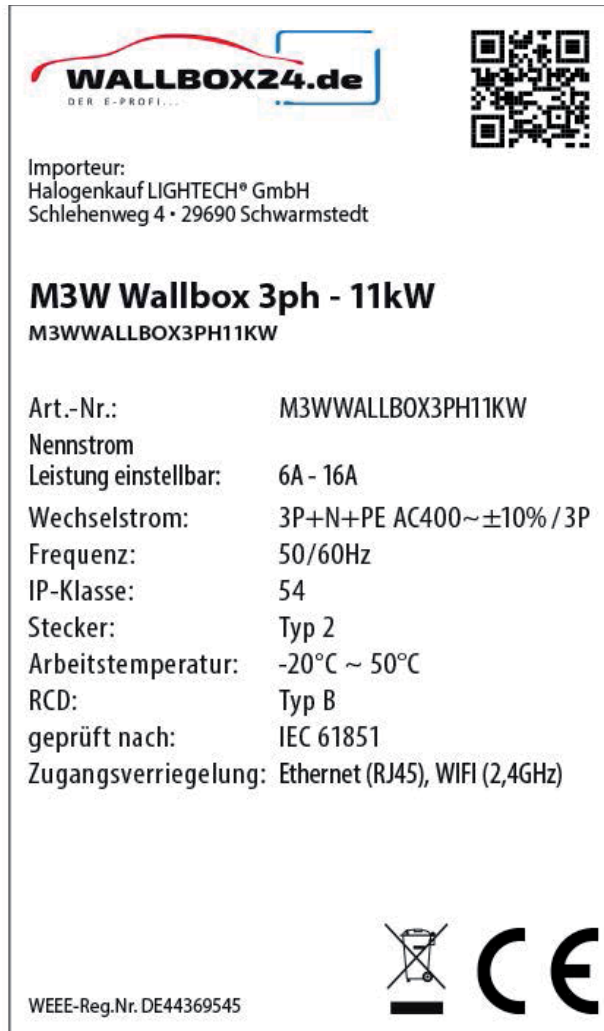 WALLBOX24.de
DER E-PROFI...
Importeur:
Halogenkauf LIGHTECH® GmbH
Schlehenweg 4 • 29690 Schwarmstedt
M3W Wallbox 3ph - 11kW
M3WWALLBOX3PH11KW
Art.-Nr.: M3WWALLBOX3PH11KW
Nennstrom
Leistung einstellbar: 6A - 16A
Wechselstrom: 3P+N+PE AC400~±10% / 3P
Frequenz: 50/60Hz
IP-Klasse: 54
Stecker: Typ 2
Arbeitstemperatur: -20°C ~ 50°C
RCD: Typ B
geprüft nach: IEC 61851
Zugangsverriegelung: Ethernet (RJ45), WIFI (2,4GHz)
CE
WEEE-Reg.Nr. DE44369545